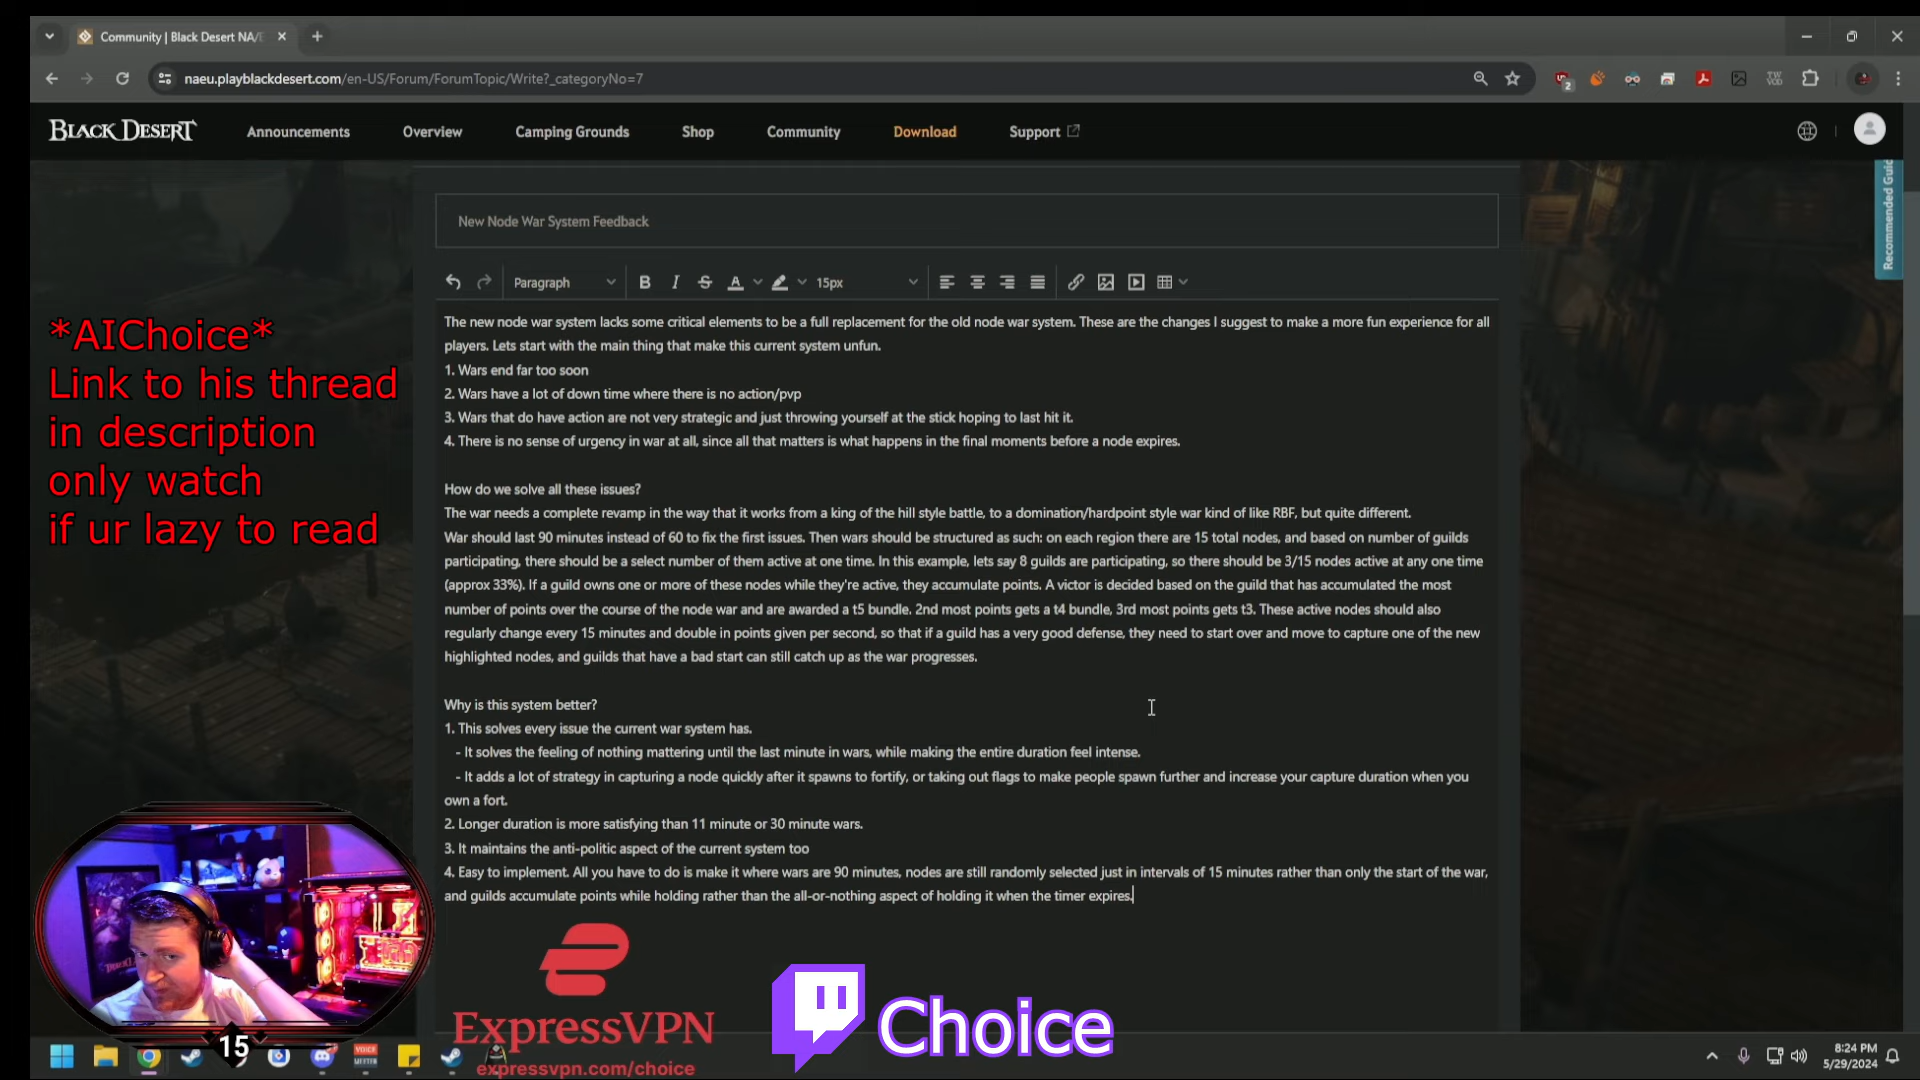 Community | Black Desert NA/E
naeu.playblackdesert.com/en-US/Forum/ForumTopic/Write?_categoryNo=7
2
BLACK DESERT
Announcements
Overview
Camping Grounds
Shop
Community
Download
Support
Recommended Guid
New Node War System Feedback
Paragraph
B
I
S
A
15px
The new node war system lacks some critical elements to be a full replacement for the old node war system. These are the changes I suggest to make a more fun experience for all
players. Lets start with the main thing that make this current system unfun.
1. Wars end far too soon
2. Wars have a lot of down time where there is no action/pvp
3. Wars that do have action are not very strategic and just throwing yourself at the stick hoping to last hit it.
4. There is no sense of urgency in war at all, since all that matters is what happens in the final moments before a node expires.
How do we solve all these issues?
The war needs a complete revamp in the way that it works from a king of the hill style battle, to a domination/hardpoint style war kind of like RBF, but quite different.
War should last 90 minutes instead of 60 to fix the first issues. Then wars should be structured as such: on each region there are 15 total nodes, and based on number of guilds
participating, there should be a select number of them active at one time. In this example, lets say 8 guilds are participating, so there should be 3/15 nodes active at any one time
(approx 33%). If a guild owns one or more of these nodes while they're active, they accumulate points. A victor is decided based on the guild that has accumulated the most
number of points over the course of the node war and are awarded a t5 bundle. 2nd most points gets a t4 bundle, 3rd most points gets t3. These active nodes should also
regularly change every 15 minutes and double in points given per second, so that if a guild has a very good defense, they need to start over and move to capture one of the new
highlighted nodes, and guilds that have a bad start can still catch up as the war progresses.
Why is this system better?
1. This solves every issue the current war system has.
- It solves the feeling of nothing mattering until the last minute in wars, while making the entire duration feel intense.
- It adds a lot of strategy in capturing a node quickly after it spawns to fortify, or taking out flags to make people spawn further and increase your capture duration when you
own a fort.
2. Longer duration is more satisfying than 11 minute or 30 minute wars.
3. It maintains the anti-politic aspect of the current system too
4. Easy to implement. All you have to do is make it where wars are 90 minutes, nodes are still randomly selected just in intervals of 15 minutes rather than only the start of the war,
and guilds accumulate points while holding rather than the all-or-nothing aspect of holding it when the timer expires.
*AIChoice*
Link to his thread
in description
only watch
if ur lazy to read
15
ExpressVPN
expressvpn.com/choice
Choice
VOICE
8:24 PM
5/29/2024